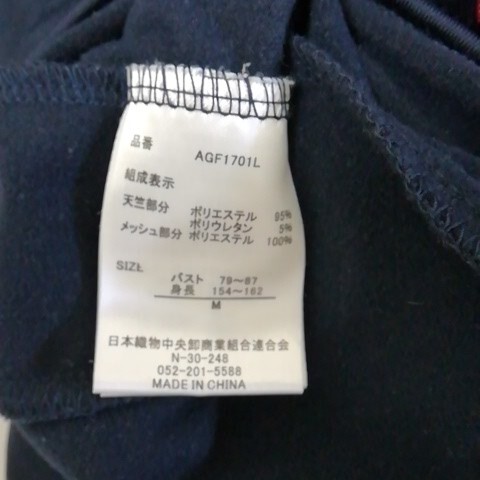 品番 AGF1701L
組成表示
天竺部分 ポリエステル 95%
ポリウレタン 5%
メッシュ部分 ポリエステル 100%
SIZE
バスト 79～87
身長 154～162
M
日本織物中央卸商業組合連合会
N-30-248
052-201-5588
MADE IN CHINA